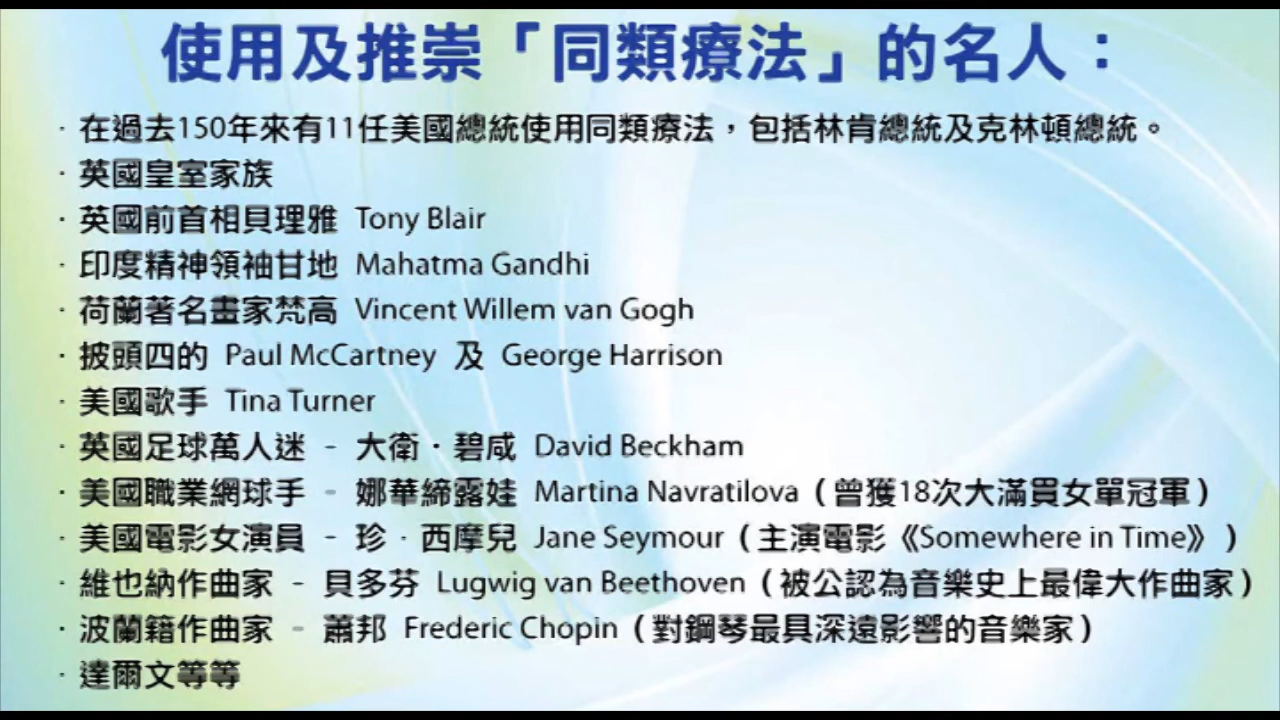 使用及推崇「同類療法」的名人：
· 在過去150年來有11任美國總統使用同類療法，包括林肯總統及克林頓總統。
· 英國皇室家族
· 英國前首相貝理雅 Tony Blair
· 印度精神領袖甘地 Mahatma Gandhi
· 荷蘭著名畫家梵高 Vincent Willem van Gogh
· 披頭四的 Paul McCartney 及 George Harrison
· 美國歌手 Tina Turner
· 英國足球萬人迷 - 大衛·碧咸 David Beckham
· 美國職業網球手 - 娜華締露娃 Martina Navratilova（曾獲18次大滿貫女單冠軍）
· 美國電影女演員 - 珍·西摩兒 Jane Seymour（主演電影《Somewhere in Time》）
· 維也納作曲家 - 貝多芬 Lugwig van Beethoven（被公認為音樂史上最偉大作曲家）
· 波蘭籍作曲家 - 蕭邦 Frederic Chopin（對鋼琴最具深遠影響的音樂家）
· 達爾文等等